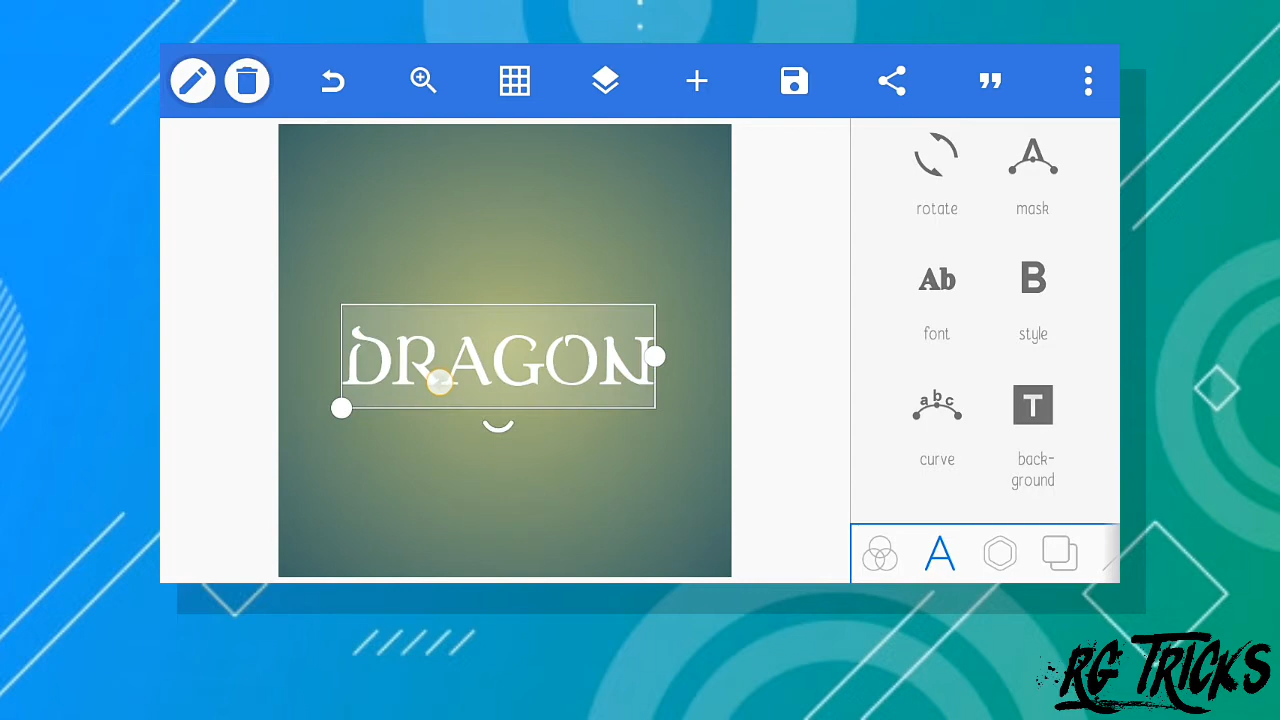 rotate
mask
Ab
B
font
style
DRAGON
abc
T
curve
back-
ground
A
RG TRICKS